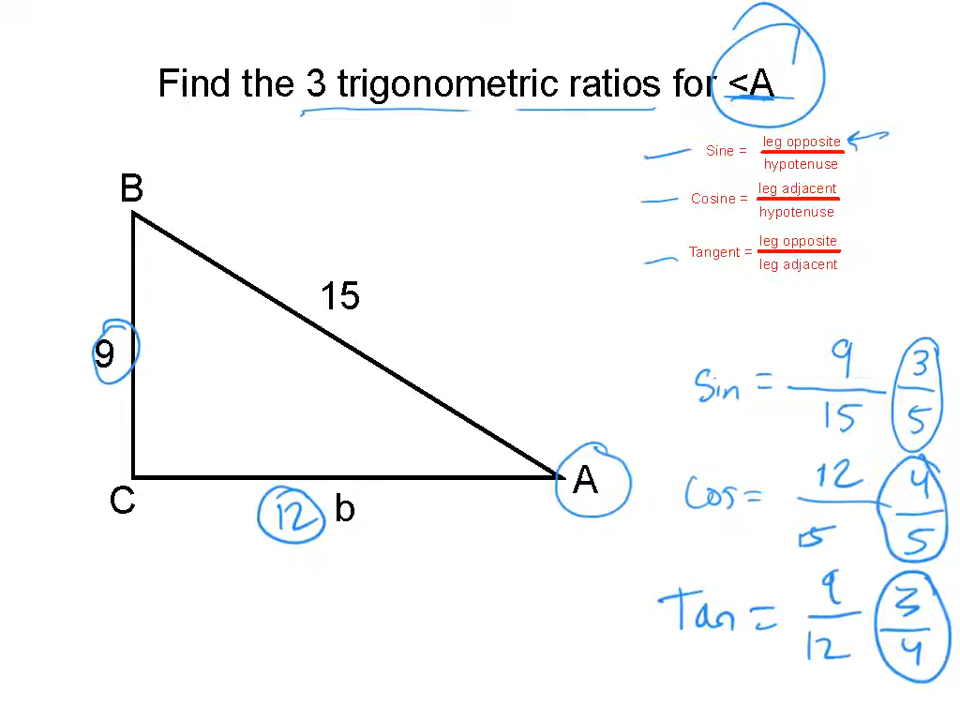 Find the 3 trigonometric ratios for <A
Sine = leg opposite
hypotenuse
Cosine = leg adjacent
hypotenuse
Tangent = leg opposite
leg adjacent
B
15
9
C
12 b
A
Sin = 9/15 3/5
Cos = 12/15 4/5
Tan = 9/12 3/4